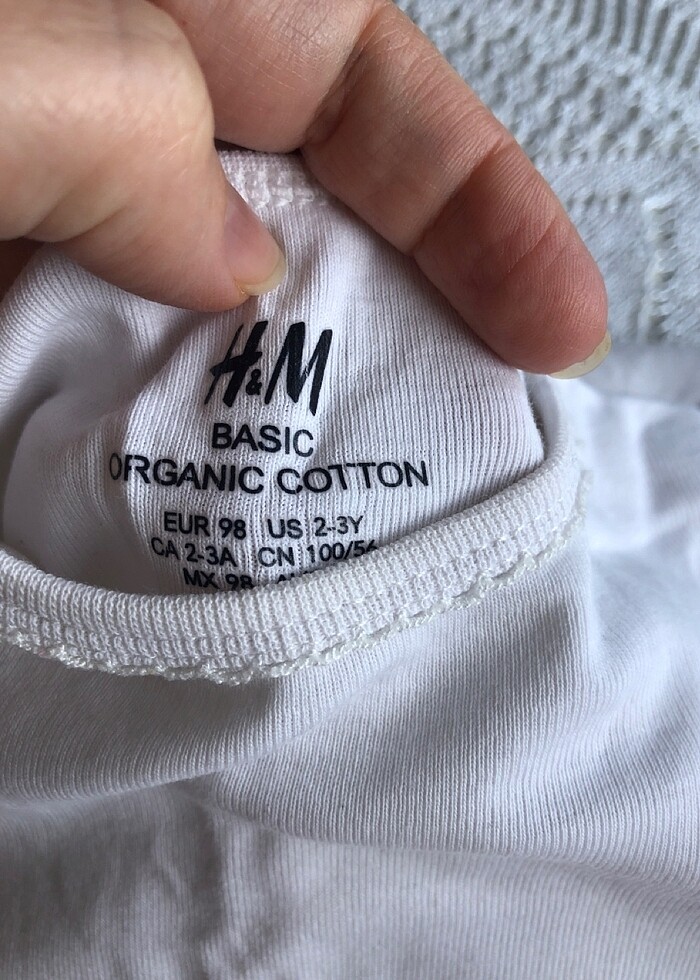 H&M
BASIC
ORGANIC COTTON
EUR 98 US 2-3Y
CA 2-3A CN 100/56
MX 98